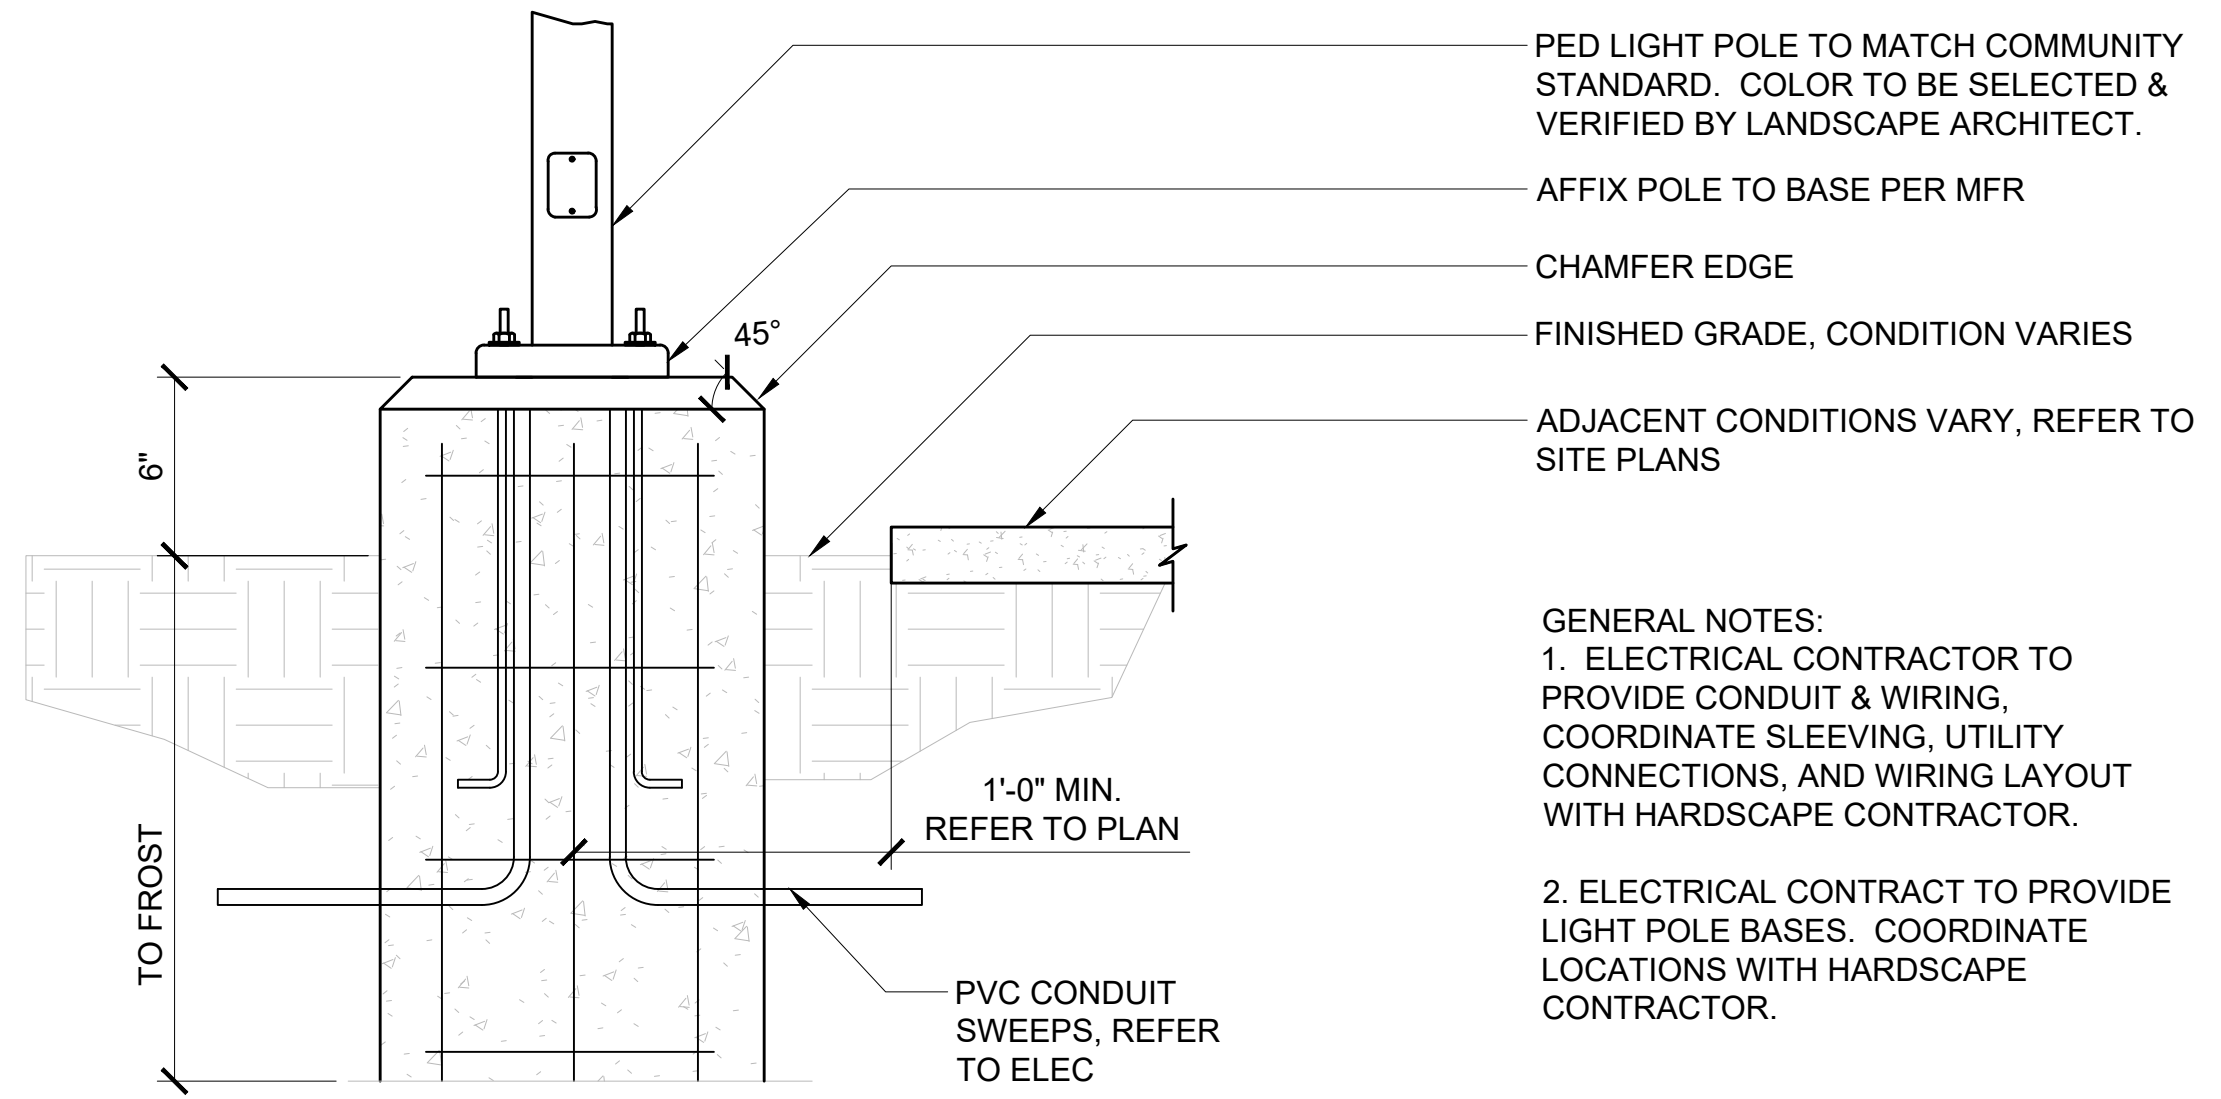 PED LIGHT POLE TO MATCH COMMUNITY
STANDARD.  COLOR TO BE SELECTED &
VERIFIED BY LANDSCAPE ARCHITECT.
AFFIX POLE TO BASE PER MFR
CHAMFER EDGE
45°
FINISHED GRADE, CONDITION VARIES
ADJACENT CONDITIONS VARY, REFER TO
SITE PLANS
6"
TO FROST
1'-0" MIN.
REFER TO PLAN
PVC CONDUIT
SWEEPS, REFER
TO ELEC
GENERAL NOTES:
1.  ELECTRICAL CONTRACTOR TO
PROVIDE CONDUIT & WIRING,
COORDINATE SLEEVING, UTILITY
CONNECTIONS, AND WIRING LAYOUT
WITH HARDSCAPE CONTRACTOR.
2. ELECTRICAL CONTRACT TO PROVIDE
LIGHT POLE BASES.  COORDINATE
LOCATIONS WITH HARDSCAPE
CONTRACTOR.